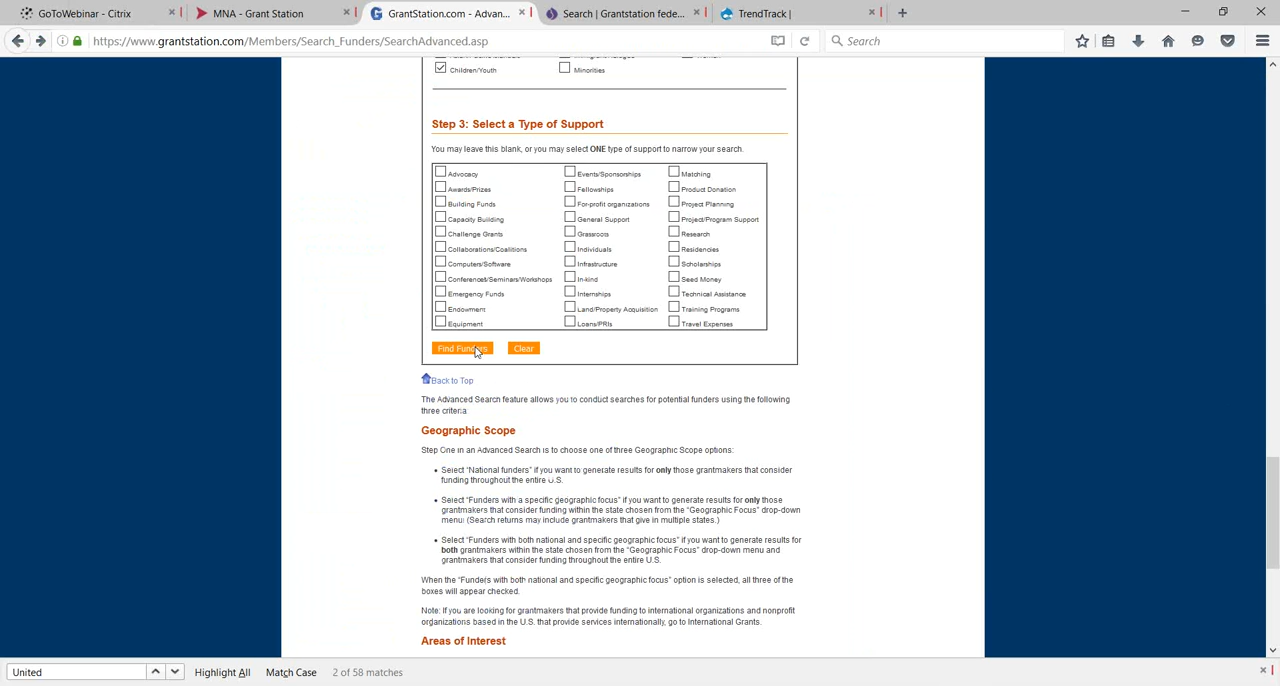 GoToWebinar - Citrix
MNA - Grant Station
GrantStation.com - Advan...
Search | Grantstation fede...
TrendTrack |
https://www.grantstation.com/Members/Search_Funders/SearchAdvanced.asp
Search
Children/Youth
Minorities
Step 3: Select a Type of Support
You may leave this blank, or you may select ONE type of support to narrow your search.
Advocacy Events/Sponsorships Matching
Awards/Prizes Fellowships Product Donation
Building Funds For-profit organizations Project Planning
Capacity Building General Support Project/Program Support
Challenge Grants Grassroots Research
Collaborations/Coalitions Individuals Residencies
Computers/Software Infrastructure Scholarships
Conferences/Seminars/Workshops In-kind Seed Money
Emergency Funds Internships Technical Assistance
Endowment Land/Property Acquisition Training Programs
Equipment Loans/PRIs Travel Expenses
Find Funders Clear
Back to Top
The Advanced Search feature allows you to conduct searches for potential funders using the following
three criteria
Geographic Scope
Step One in an Advanced Search is to choose one of three Geographic Scope options:
• Select "National funders" if you want to generate results for only those grantmakers that consider
funding throughout the entire U.S.
• Select "Funders with a specific geographic focus" if you want to generate results for only those
grantmakers that consider funding within the state chosen from the "Geographic Focus" drop-down
menu (Search returns may include grantmakers that give in multiple states.)
• Select "Funders with both national and specific geographic focus" if you want to generate results for
both grantmakers within the state chosen from the "Geographic Focus" drop-down menu and
grantmakers that consider funding throughout the entire U.S.
When the "Funders with both national and specific geographic focus" option is selected, all three of the
boxes will appear checked.
Note: If you are looking for grantmakers that provide funding to international organizations and nonprofit
organizations based in the U.S. that provide services internationally, go to International Grants.
Areas of Interest
United
Highlight All
Match Case
2 of 58 matches